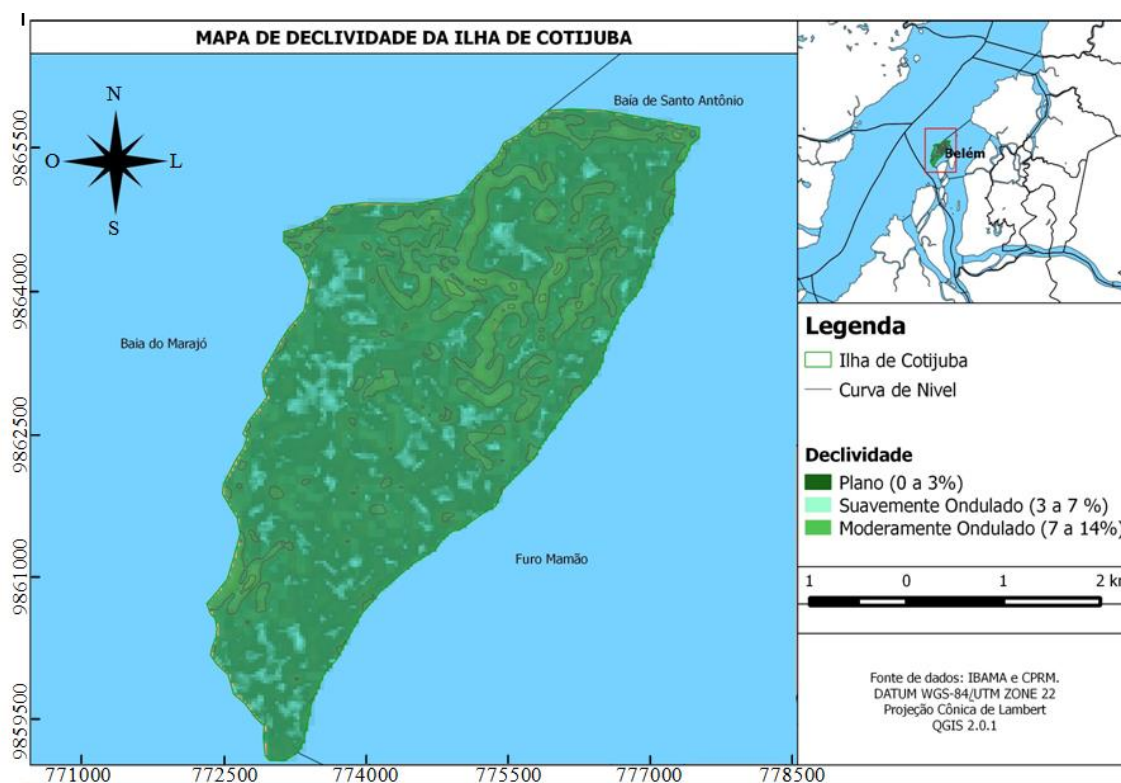 MAPA DE DECLIVIDADE DA ILHA DE COTIJUBA
N
O
L
S
Baía de Santo Antônio
Baia do Marajó
Furo Mamão
9865500
9864000
9862500
9861000
9859500
771000 772500 774000 775500 777000 778500
Belém
Legenda
Ilha de Cotijuba
Curva de Nivel
Declividade
Plano (0 a 3%)
Suavemente Ondulado (3 a 7 %)
Moderamente Ondulado (7 a 14%)
1 0 1 2 km
Fonte de dados: IBAMA e CPRM.
DATUM WGS-84/UTM ZONE 22
Projeção Cônica de Lambert
QGIS 2.0.1